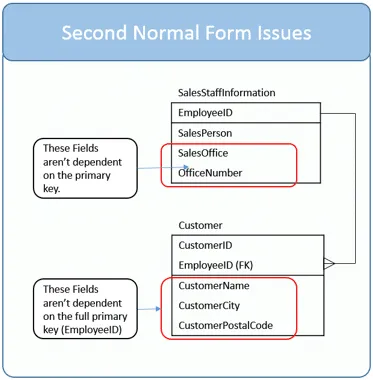 Second Normal Form Issues
SalesStaffInformation
EmployeeID
SalesPerson
SalesOffice
OfficeNumber
These Fields
aren't dependent
on the primary
key.
Customer
CustomerID
EmployeeID (FK)
CustomerName
CustomerCity
CustomerPostalCode
These Fields
aren't dependent
on the full primary
key (EmployeeID)